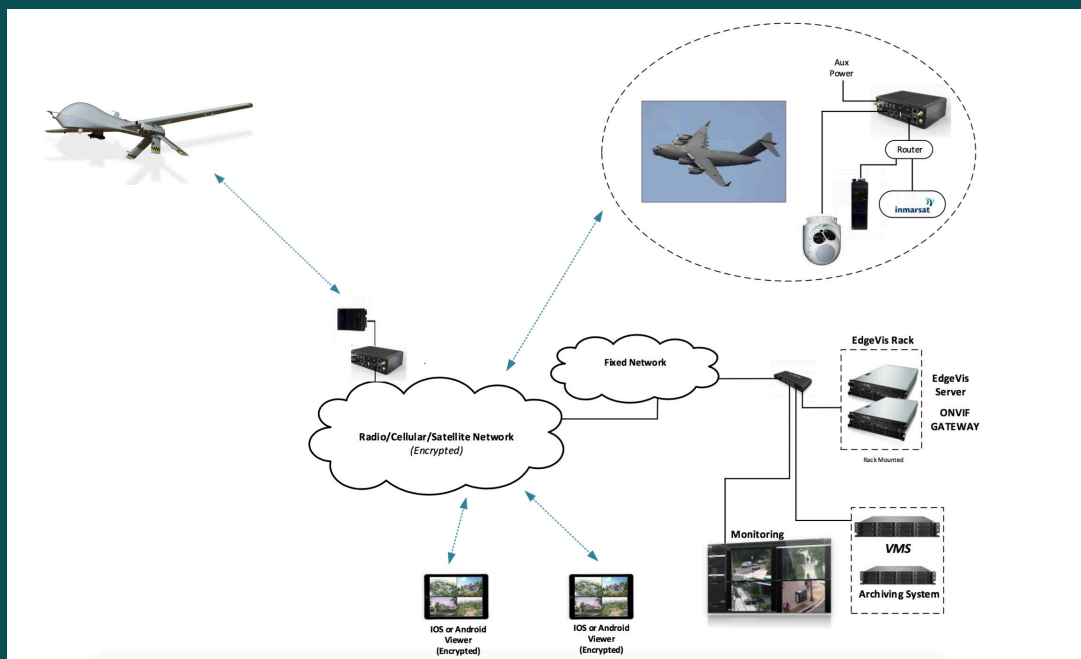 Aux
Power
Router
inmarsat
Fixed Network
EdgeVis Rack
EdgeVis
Server
ONVIF
GATEWAY
Rack Mounted
Radio/Cellular/Satellite Network
(Encrypted)
Monitoring
VMS
Archiving System
IOS or Android
Viewer
(Encrypted)
IOS or Android
Viewer
(Encrypted)